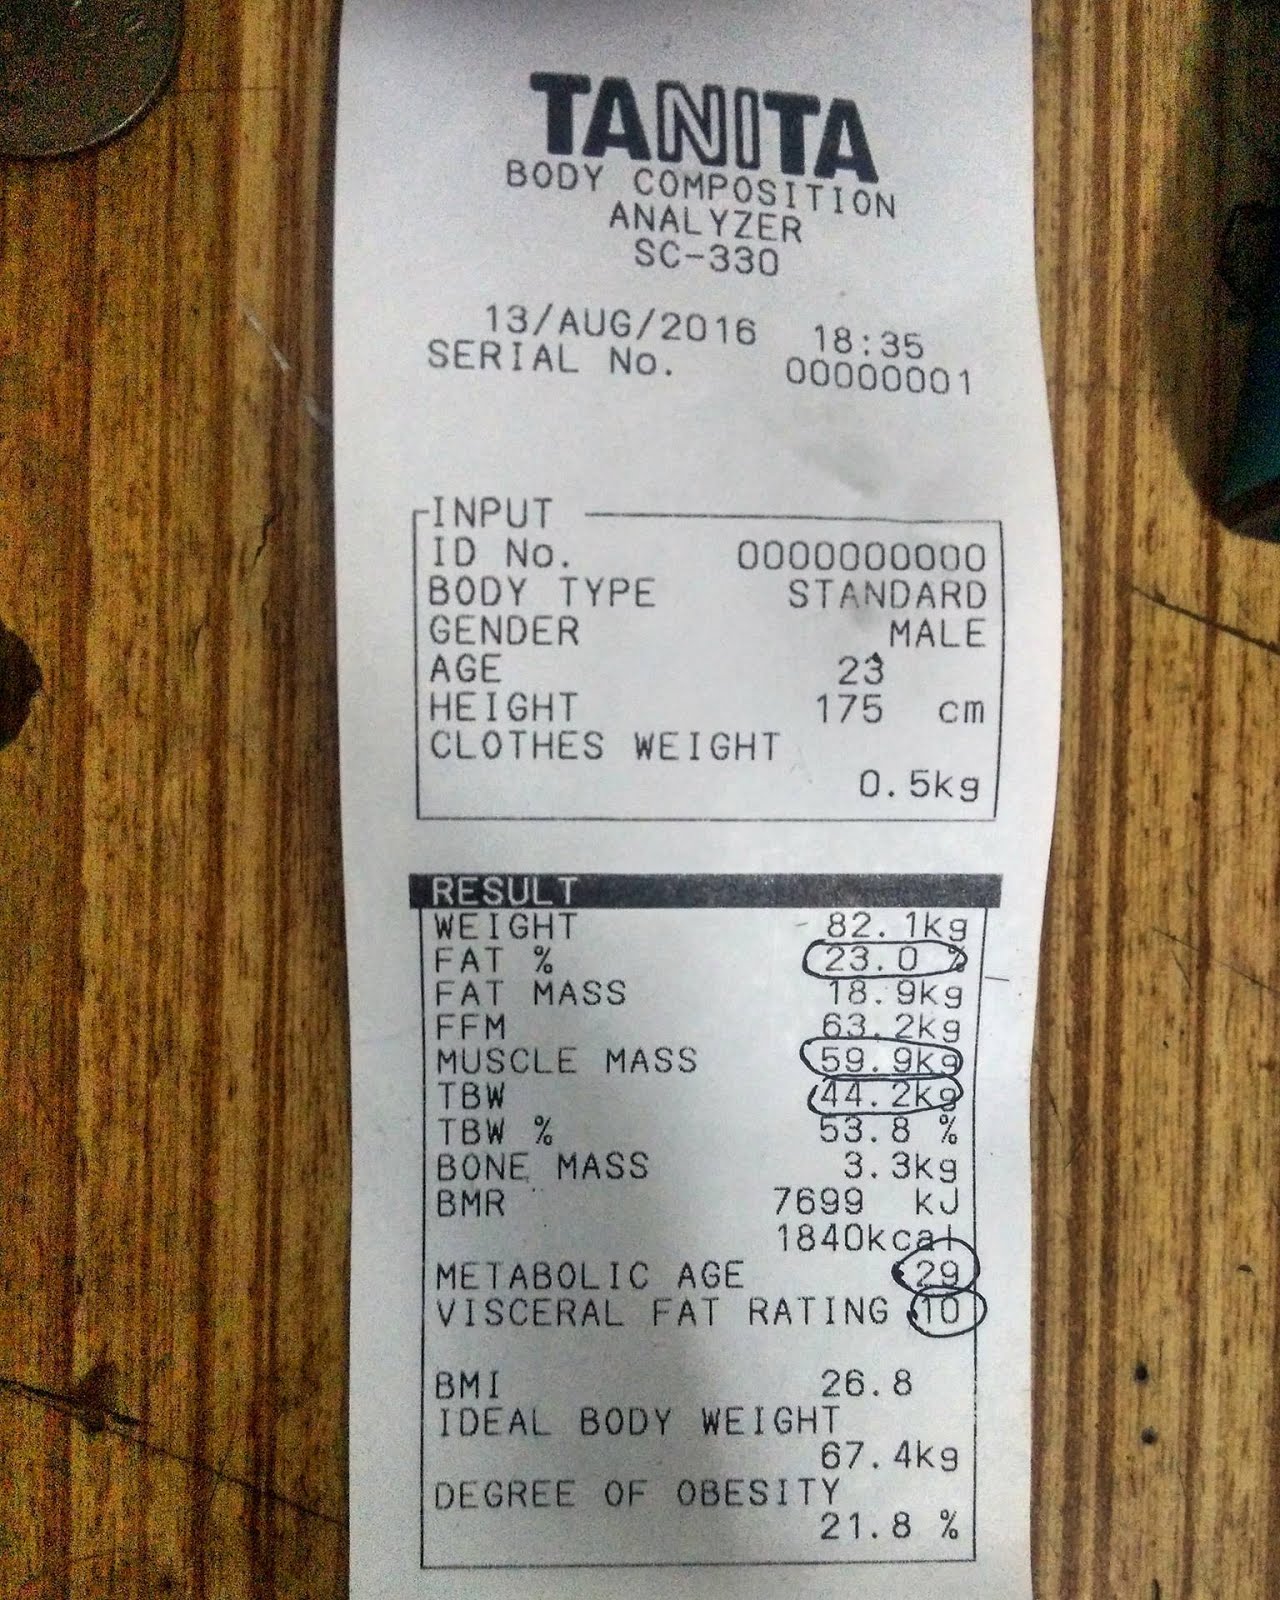 TANITA
BODY COMPOSITION
ANALYZER
SC-330
13/AUG/2016 18:35
SERIAL No. 00000001
INPUT
ID No. 0000000000
BODY TYPE STANDARD
GENDER MALE
AGE 23
HEIGHT 175 cm
CLOTHES WEIGHT
0.5kg
RESULT
WEIGHT 82.1kg
FAT % 23.0 %
FAT MASS 18.9kg
FFM 63.2kg
MUSCLE MASS 59.9kg
TBW 44.2kg
TBW % 53.8 %
BONE MASS 3.3kg
BMR 7699 kJ
1840kcal
METABOLIC AGE 29
VISCERAL FAT RATING 10
BMI 26.8
IDEAL BODY WEIGHT
67.4kg
DEGREE OF OBESITY
21.8 %